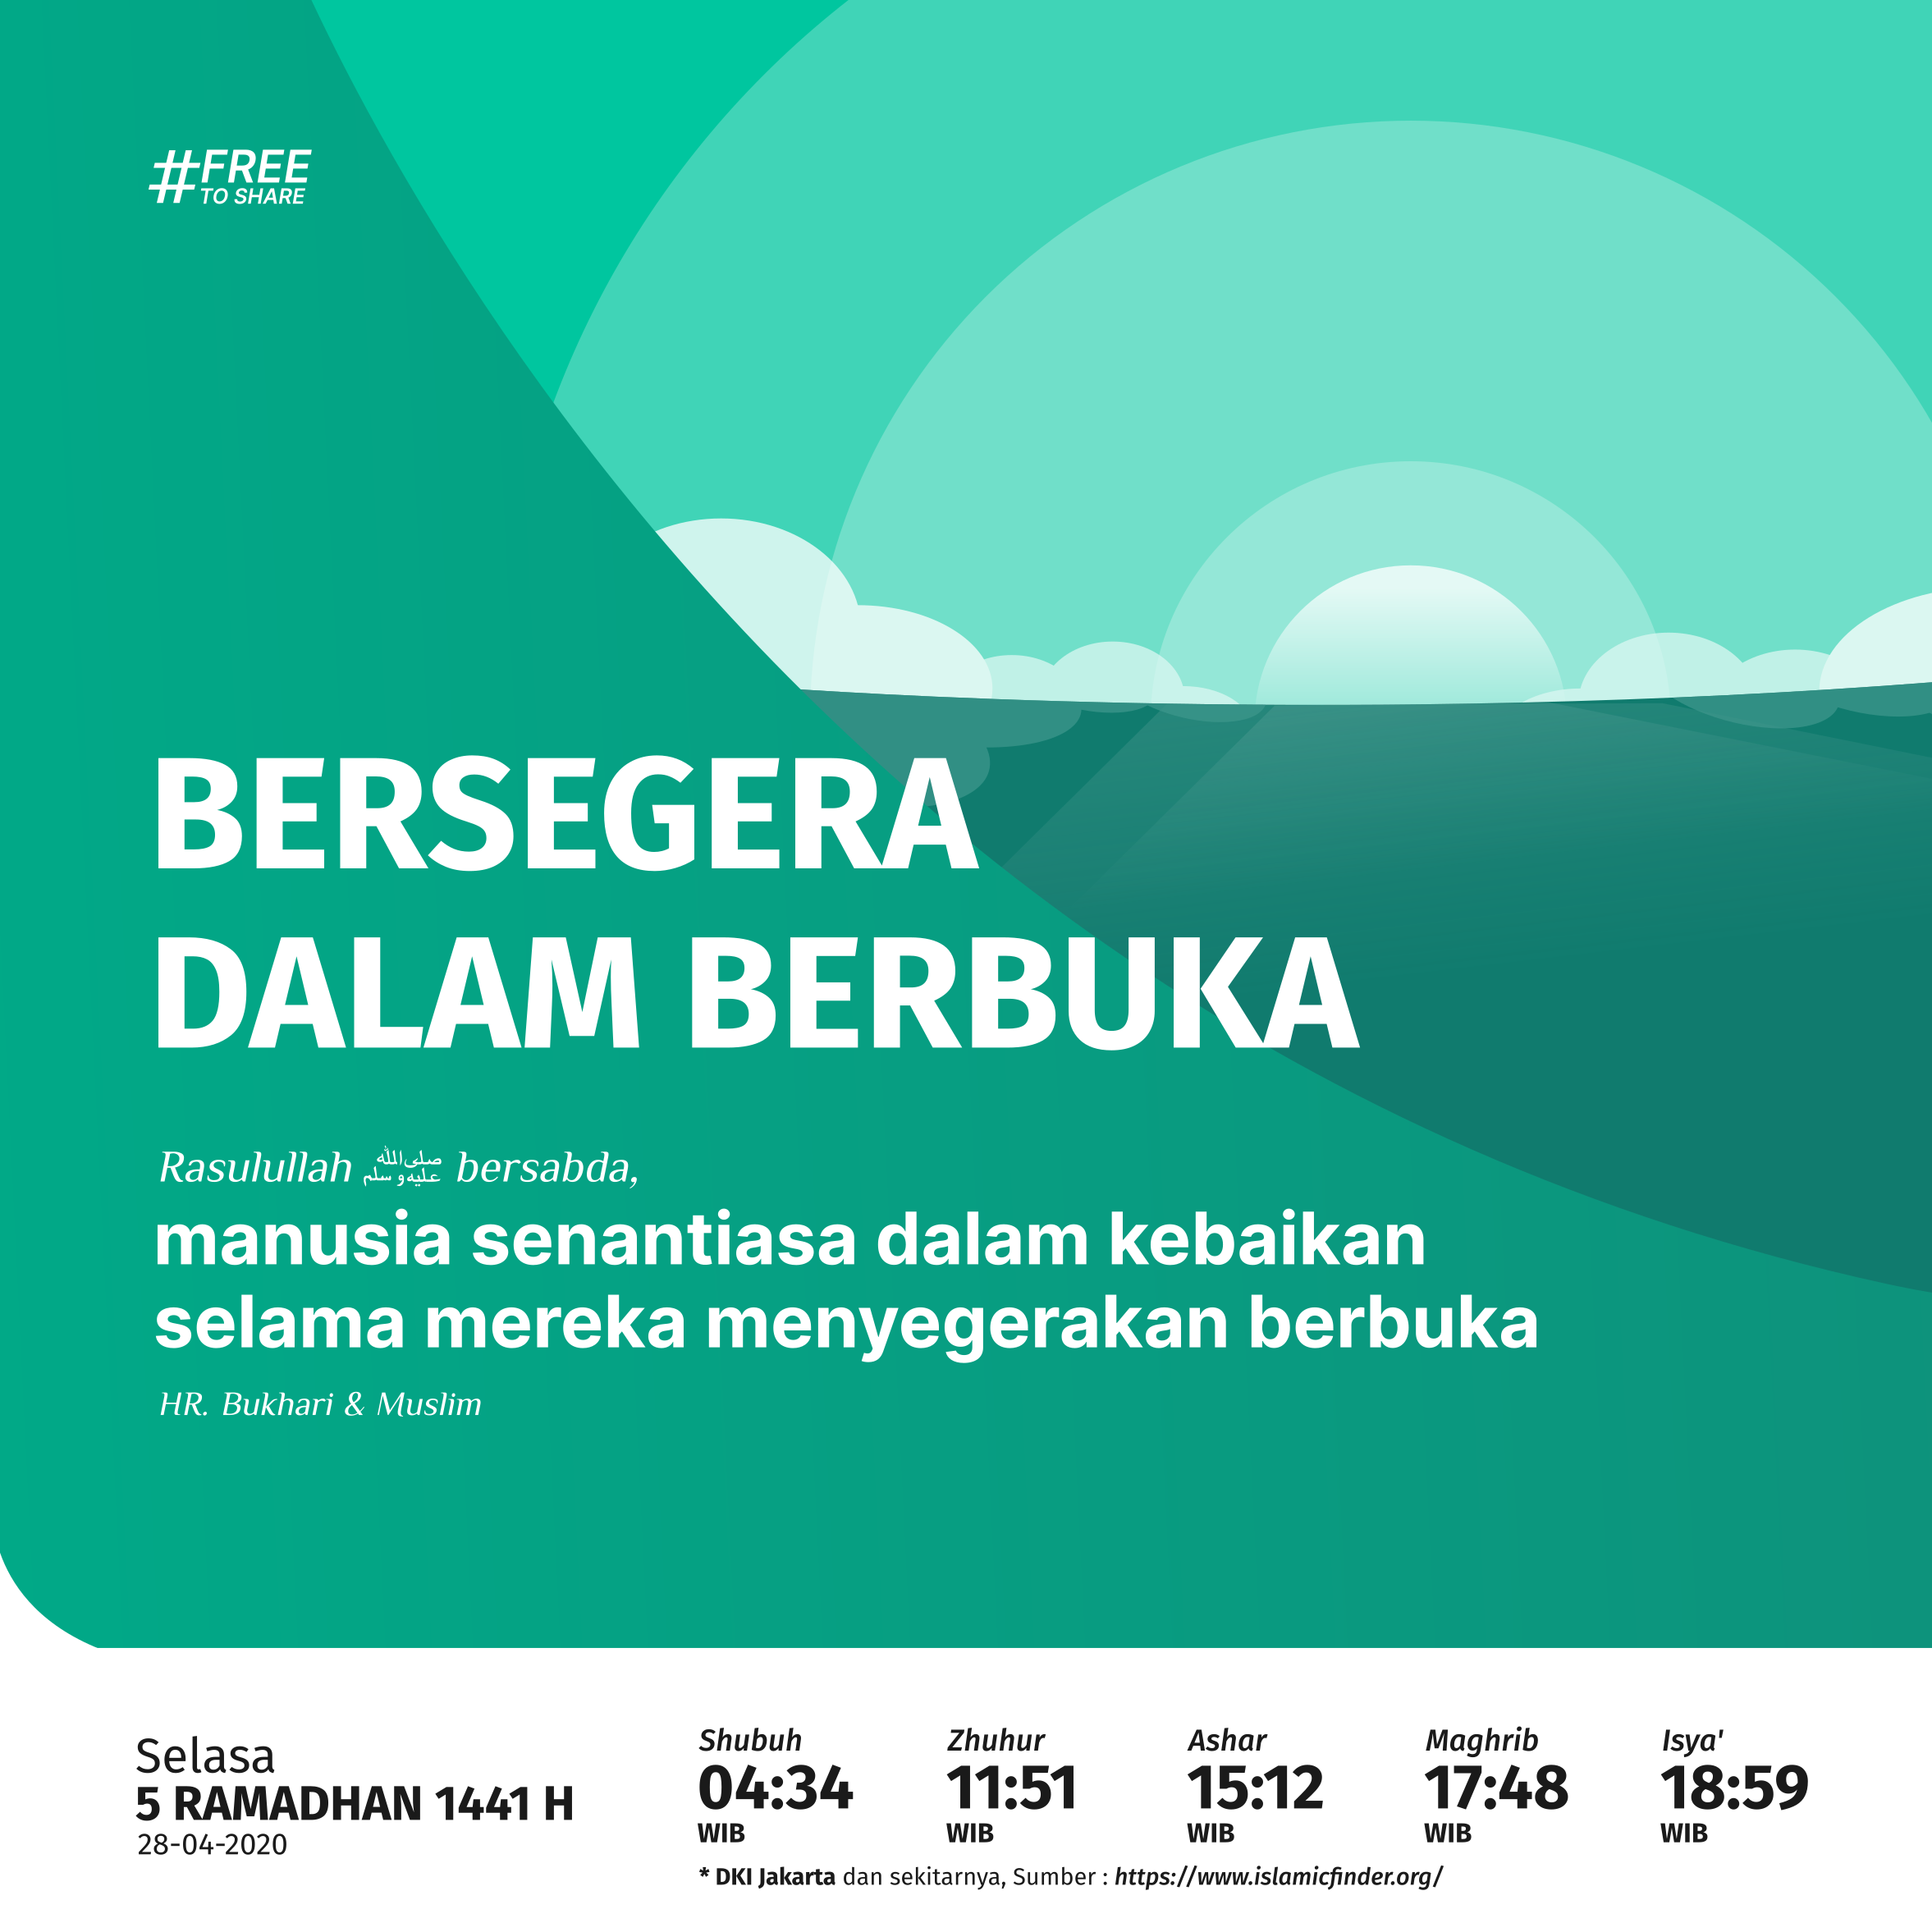 #FREE
TO SHARE
BERSEGERA
DALAM BERBUKA
Rasulullah صلى الله عليه وسلم bersabda,
manusia senantiasa dalam kebaikan
selama mereka menyegerakan berbuka
HR. Bukhari & Muslim
Selasa
5 RAMADHAN 1441 H
28-04-2020
Shubuh Zhuhur Ashar Maghrib Isya'
04:34 11:51 15:12 17:48 18:59
WIB WIB WIB WIB WIB
* DKI Jakarta dan sekitarnya, Sumber : https://www.islamicfinder.org/